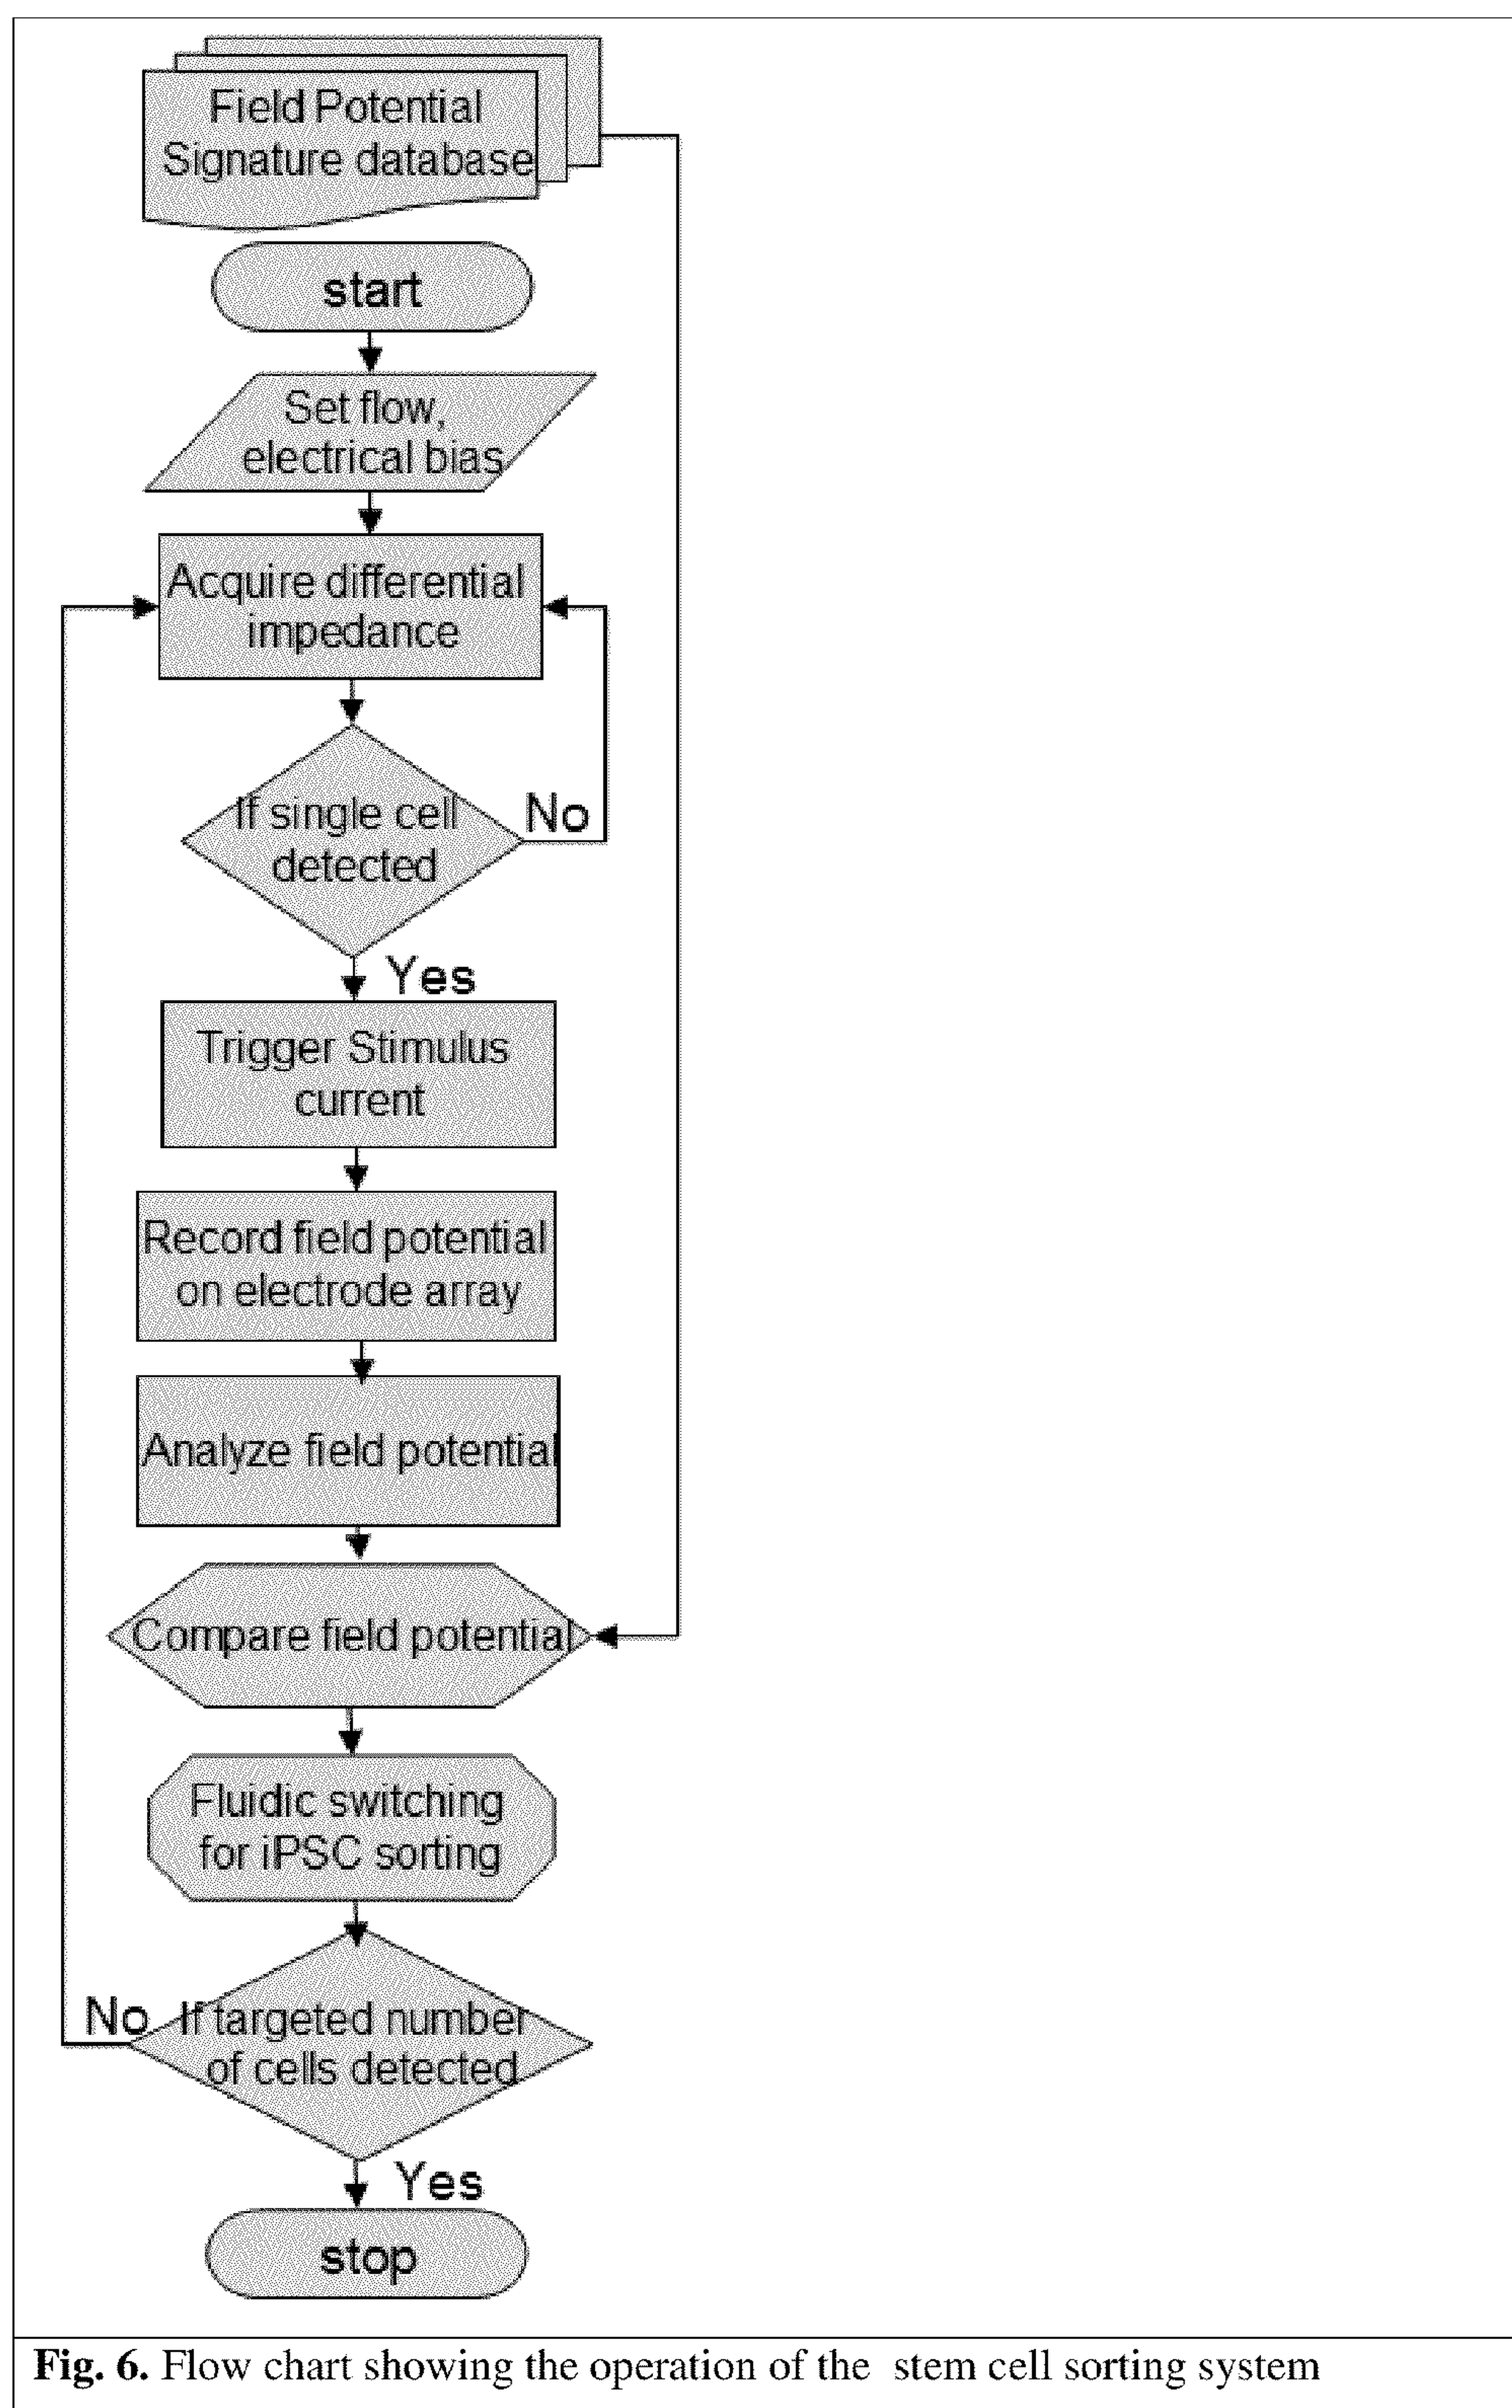 Field Potential
Signature database
start
Set flow,
electrical bias
Acquire differential
impedance
If single cell
detected
No
Yes
Trigger Stimulus
current
Record field potential
on electrode array
Analyze field potential
Compare field potential
Fluidic switching
for iPSC sorting
No
If targeted number
of cells detected
Yes
stop
Fig. 6. Flow chart showing the operation of the stem cell sorting system